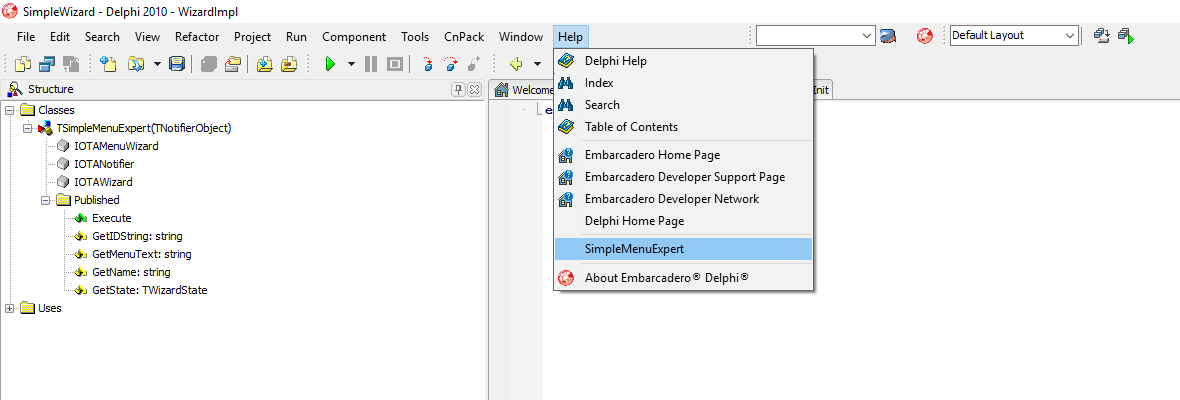 SimpleWizard - Delphi 2010 - WizardImpl
File Edit Search View Refactor Project Run Component Tools CnPack Window Help
Default Layout
Structure
Classes
TSimpleMenuExpert(TNotifierObject)
IOTAMenuWizard
IOTANotifier
IOTAWizard
Published
Execute
GetIDString: string
GetMenuText: string
GetName: string
GetState: TWizardState
Uses
Welcome
Init
e
Delphi Help
Index
Search
Table of Contents
Embarcadero Home Page
Embarcadero Developer Support Page
Embarcadero Developer Network
Delphi Home Page
SimpleMenuExpert
About Embarcadero® Delphi®